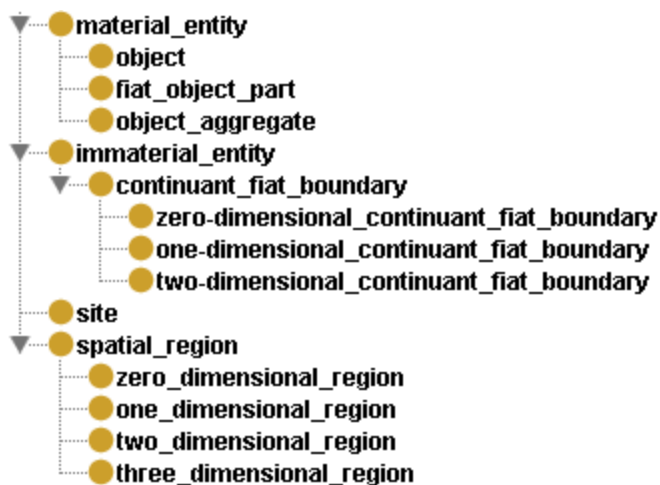 material_entity
object
fiat_object_part
object_aggregate
immaterial_entity
continuant_fiat_boundary
zero-dimensional_continuant_fiat_boundary
one-dimensional_continuant_fiat_boundary
two-dimensional_continuant_fiat_boundary
site
spatial_region
zero_dimensional_region
one_dimensional_region
two_dimensional_region
three_dimensional_region